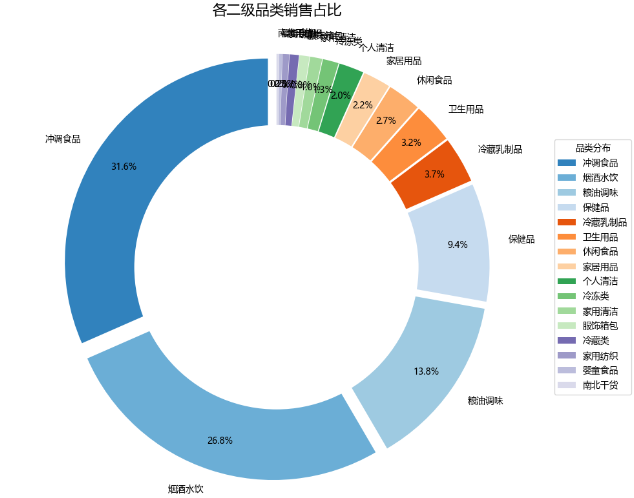 各二级品类销售占比
冷冻类
个人清洁
家居用品
休闲食品
卫生用品
冷藏乳制品
保健品
粮油调味
烟酒水饮
冲调食品
31.6%
26.8%
13.8%
9.4%
3.7%
3.2%
2.7%
2.2%
2.0%
1.3%
品类分布
冲调食品
烟酒水饮
粮油调味
保健品
冷藏乳制品
卫生用品
休闲食品
家居用品
个人清洁
冷冻类
家用清洁
服饰箱包
冷藏类
家用纺织
婴童食品
南北干货